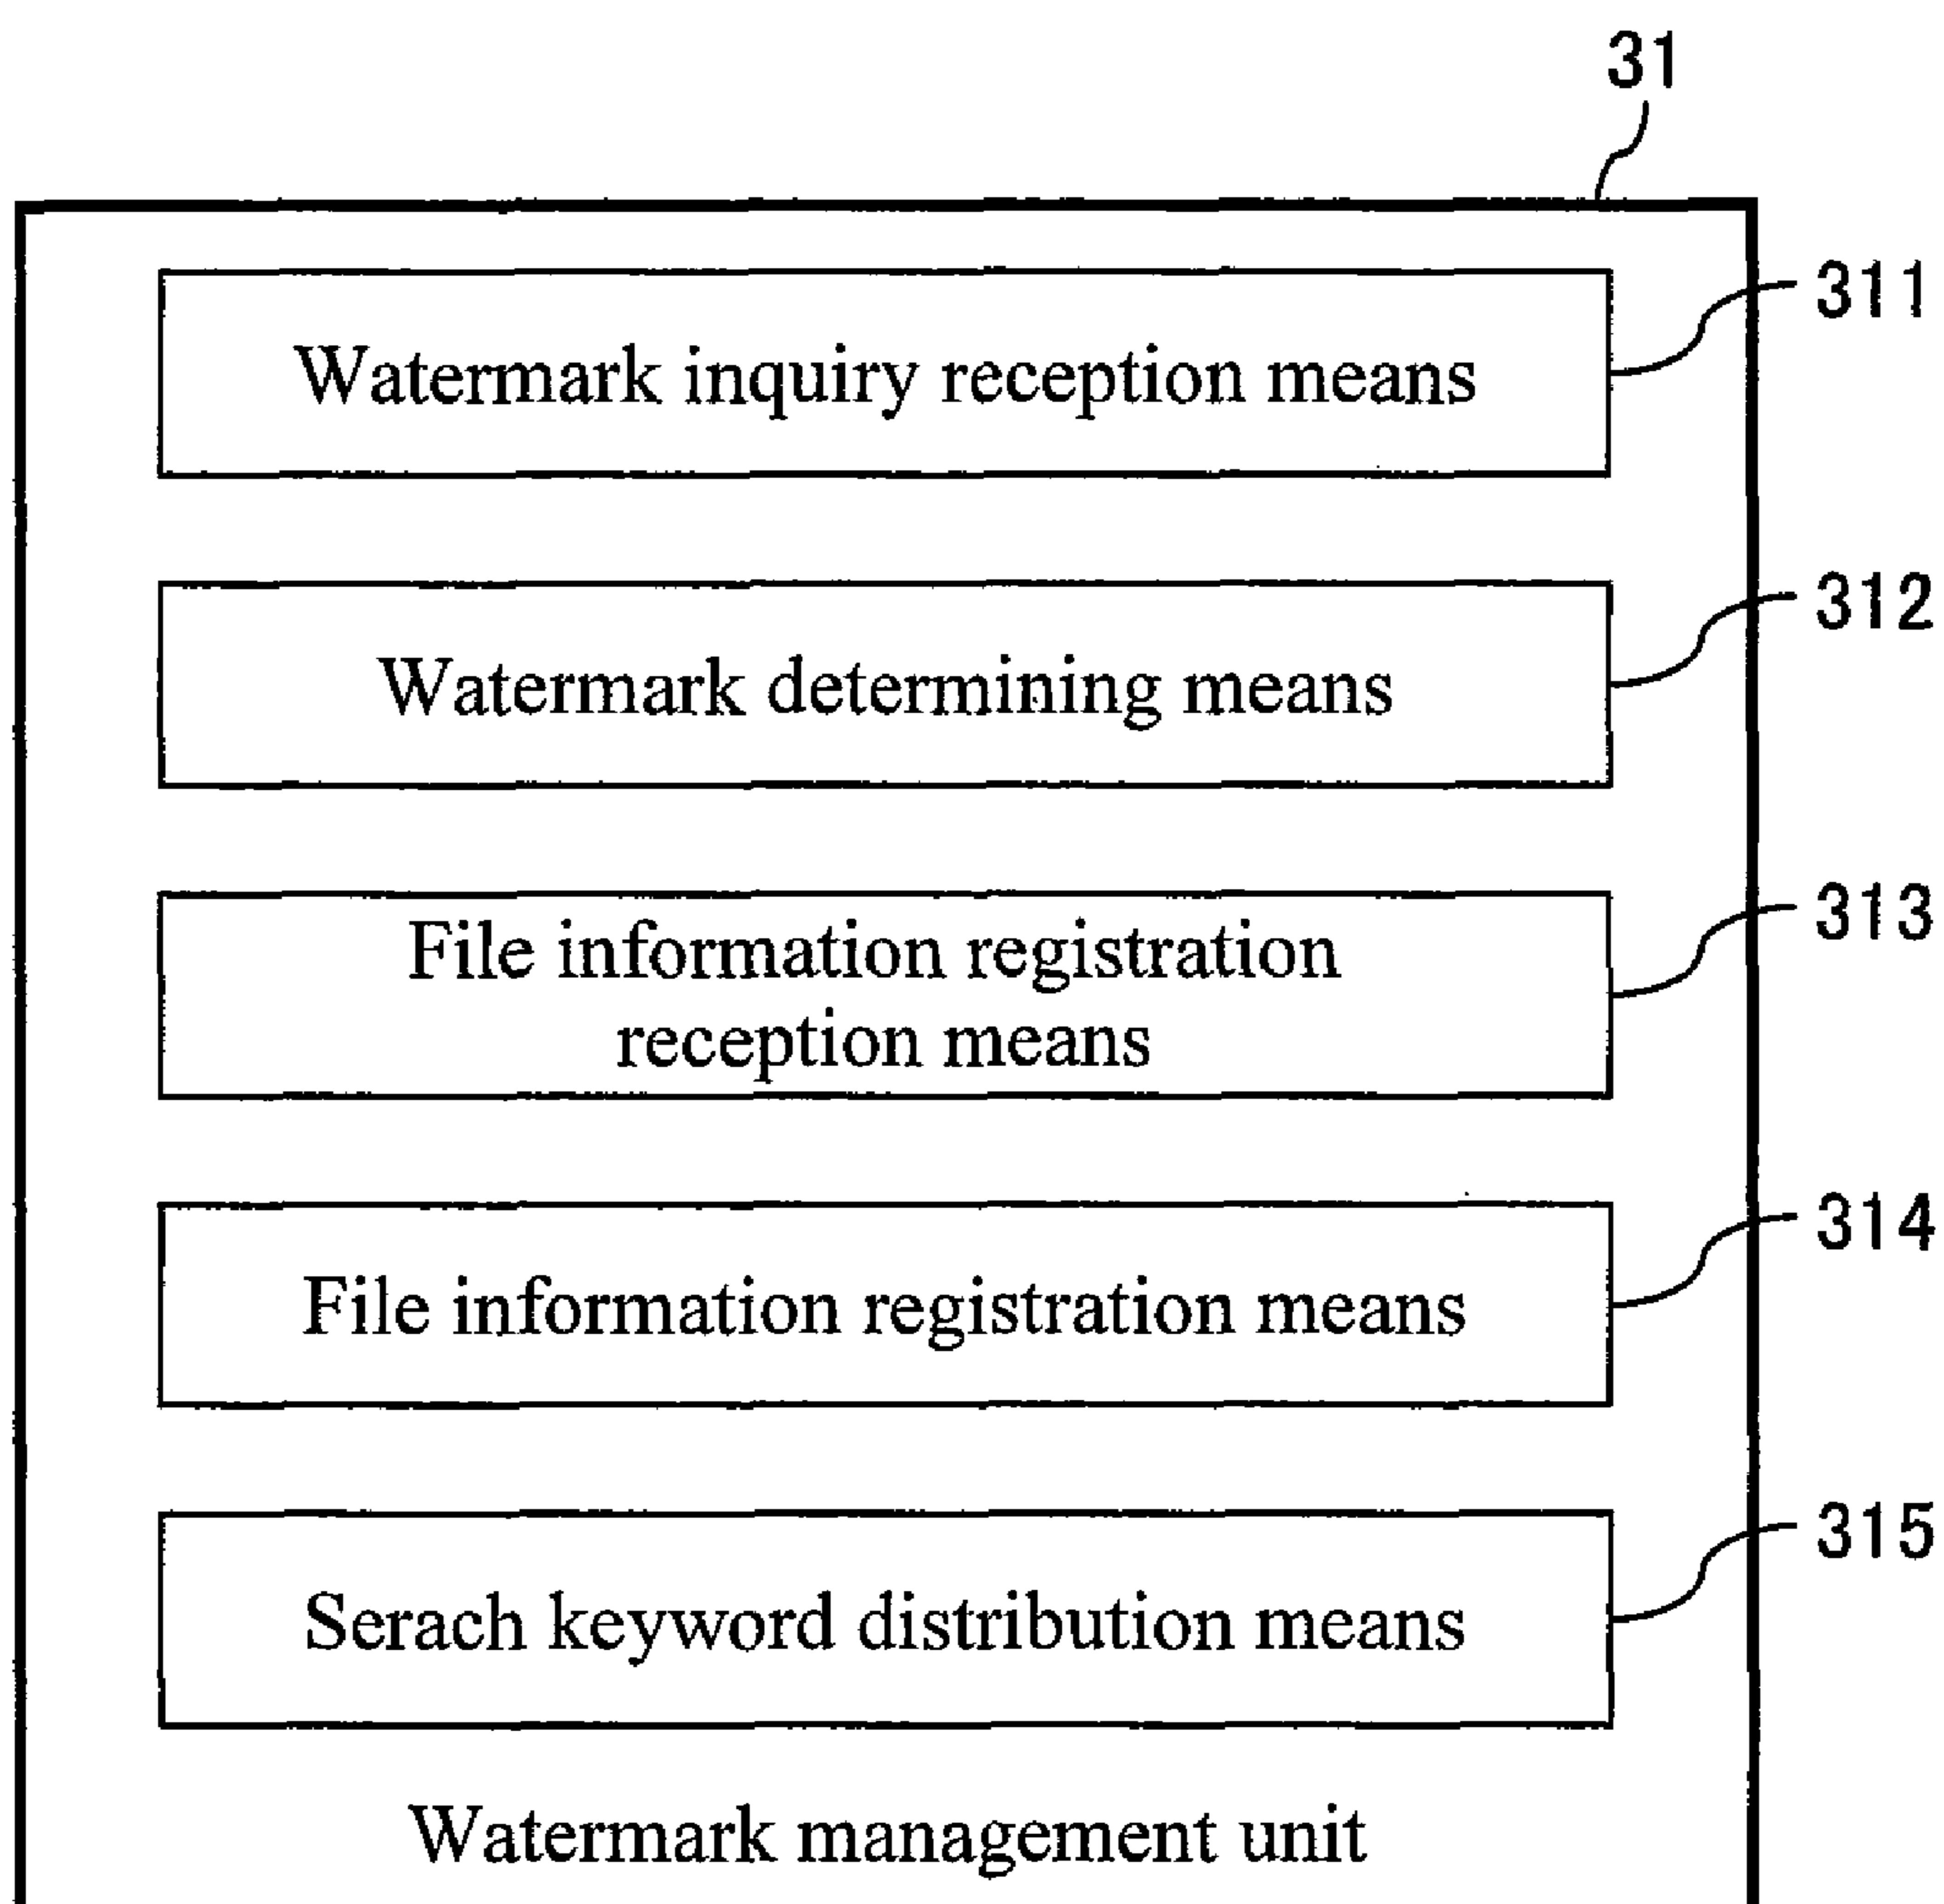 31
Watermark inquiry reception means
311
Watermark determining means
312
File information registration
reception means
313
File information registration means
314
Serach keyword distribution means
315
Watermark management unit